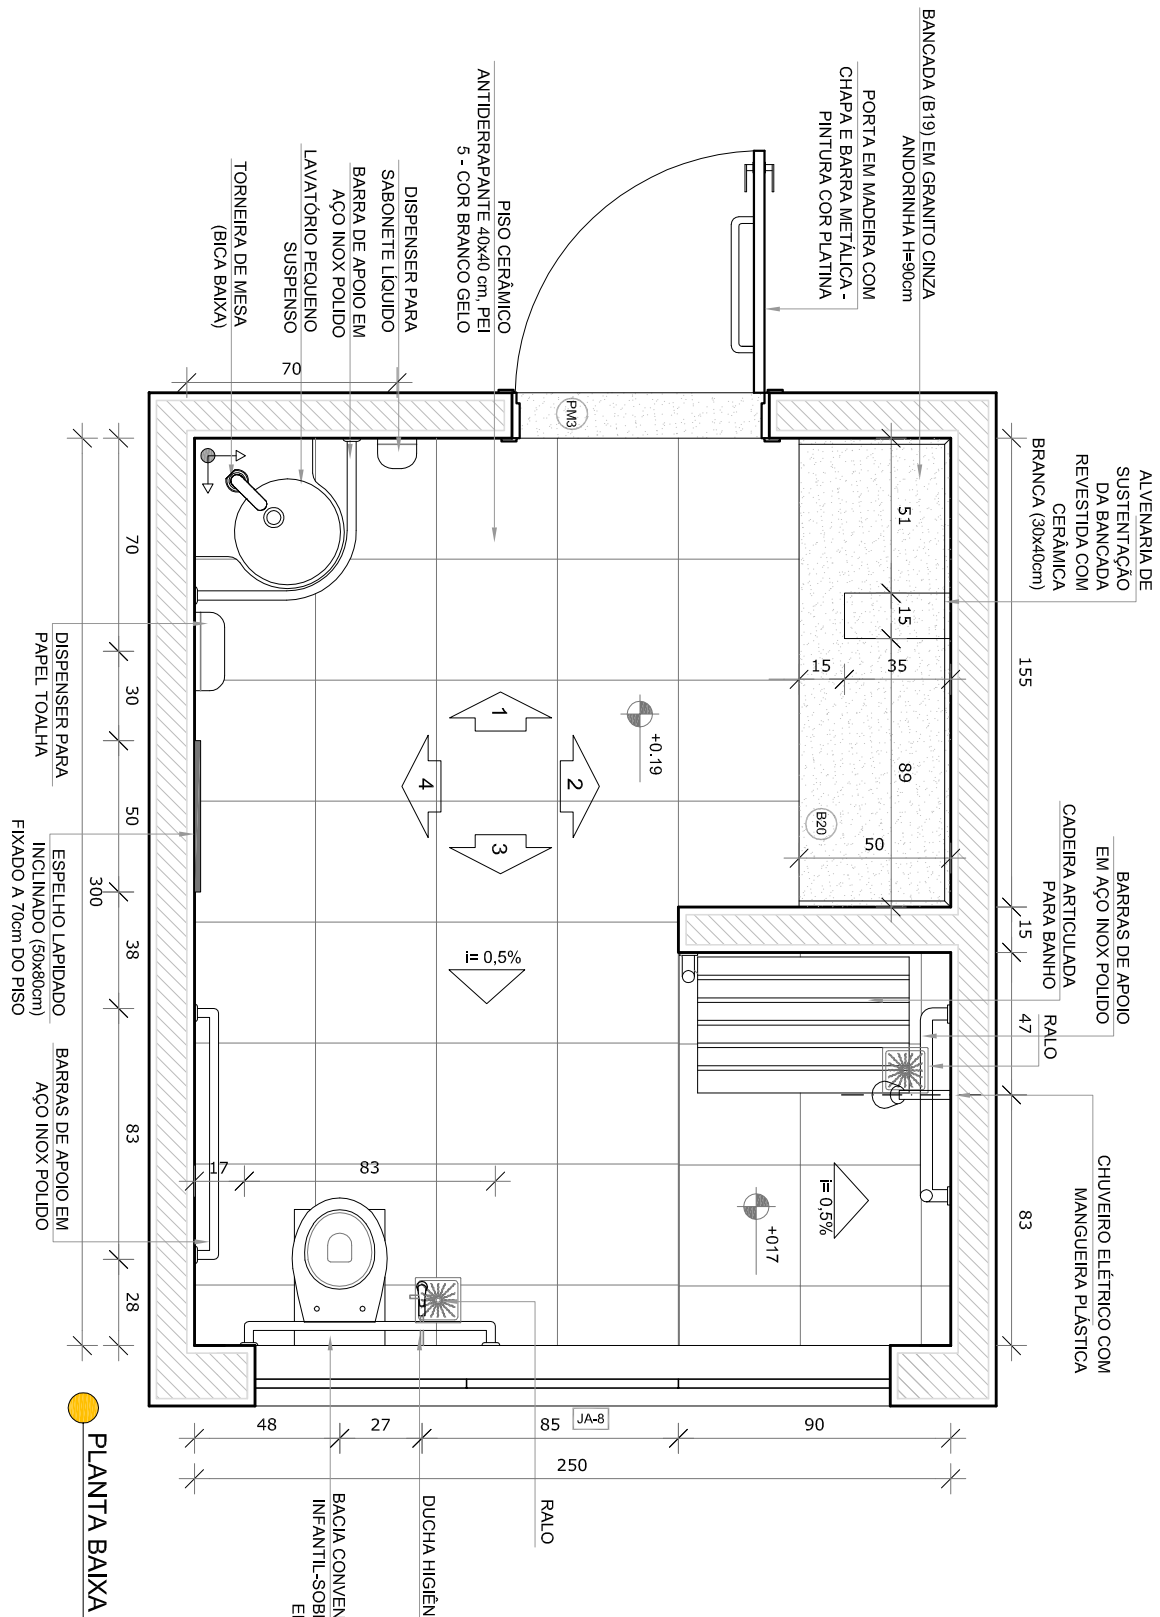 BANCADA (B19) EM GRANITO CINZA
ANDORINHA H=90cm
PORTA EM MADEIRA COM
CHAPA E BARRA METÁLICA -
PINTURA COR PLATINA
PISO CERÂMICO
ANTIDERRAPANTE 40x40 cm, PEI
5 - COR BRANCO GELO
DISPENSER PARA
SABONETE LÍQUIDO
BARRA DE APOIO EM
AÇO INOX POLIDO
LAVATÓRIO PEQUENO
SUSPENSO
TORNEIRA DE MESA
(BICA BAIXA)
ALVENARIA DE
SUSTENTAÇÃO
DA BANCADA
REVESTIDA COM
CERÂMICA
BRANCA (30x40cm)
155
15
47
83
BARRAS DE APOIO
EM AÇO INOX POLIDO
CADEIRA ARTICULADA
PARA BANHO
RALO
CHUVEIRO ELÉTRICO COM
MANGUEIRA PLÁSTICA
70
PM3
51
15
15
35
89
B20
50
+0.19
1
2
3
4
i= 0,5%
i= 0,5%
+017
17
83
70
30
50
38
83
28
300
DISPENSER PARA
PAPEL TOALHA
ESPELHO LAPIDADO
INCLINADO (50x80cm)
FIXADO A 70cm DO PISO
BARRAS DE APOIO EM
AÇO INOX POLIDO
48
27
85
90
JA-8
250
RALO
DUCHA HIGIÊN
BACIA CONVEN
INFANTIL-SOB
PLANTA BAIXA